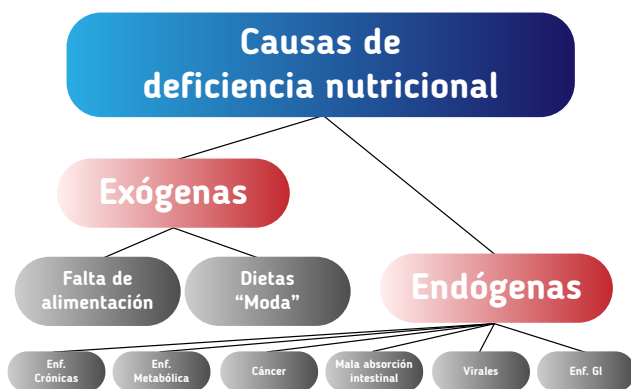 Causas de
deficiencia nutricional
Exógenas
Falta de
alimentación
Dietas
“Moda”
Endógenas
Enf.
Crónicas
Enf.
Metabólica
Cáncer
Mala absorción
intestinal
Virales
Enf. GI